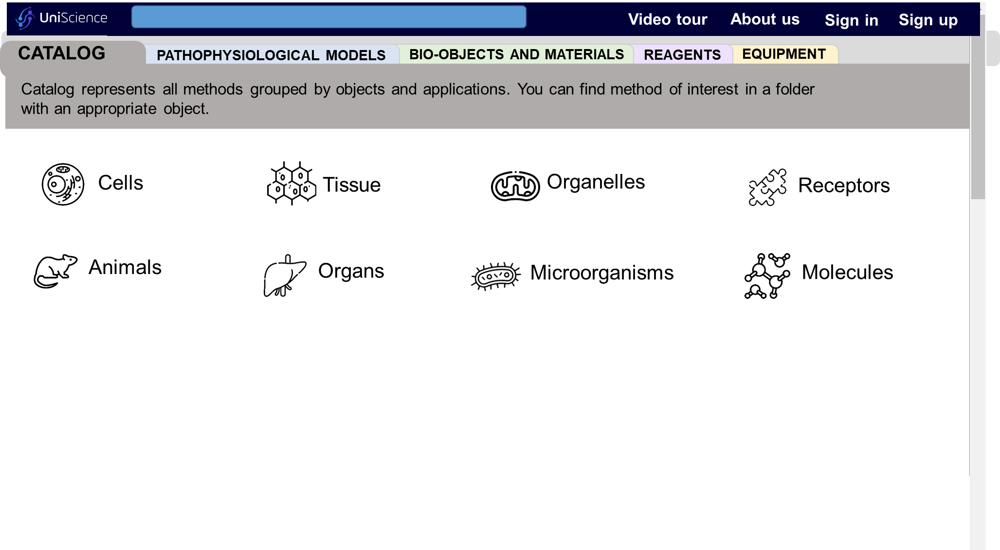 UniScience
Video tour
About us
Sign in
Sign up
CATALOG
PATHOPHYSIOLOGICAL MODELS
BIO-OBJECTS AND MATERIALS
REAGENTS
EQUIPMENT
Catalog represents all methods grouped by objects and applications. You can find method of interest in a folder
with an appropriate object.
Cells
Tissue
Organelles
Receptors
Animals
Organs
Microorganisms
Molecules